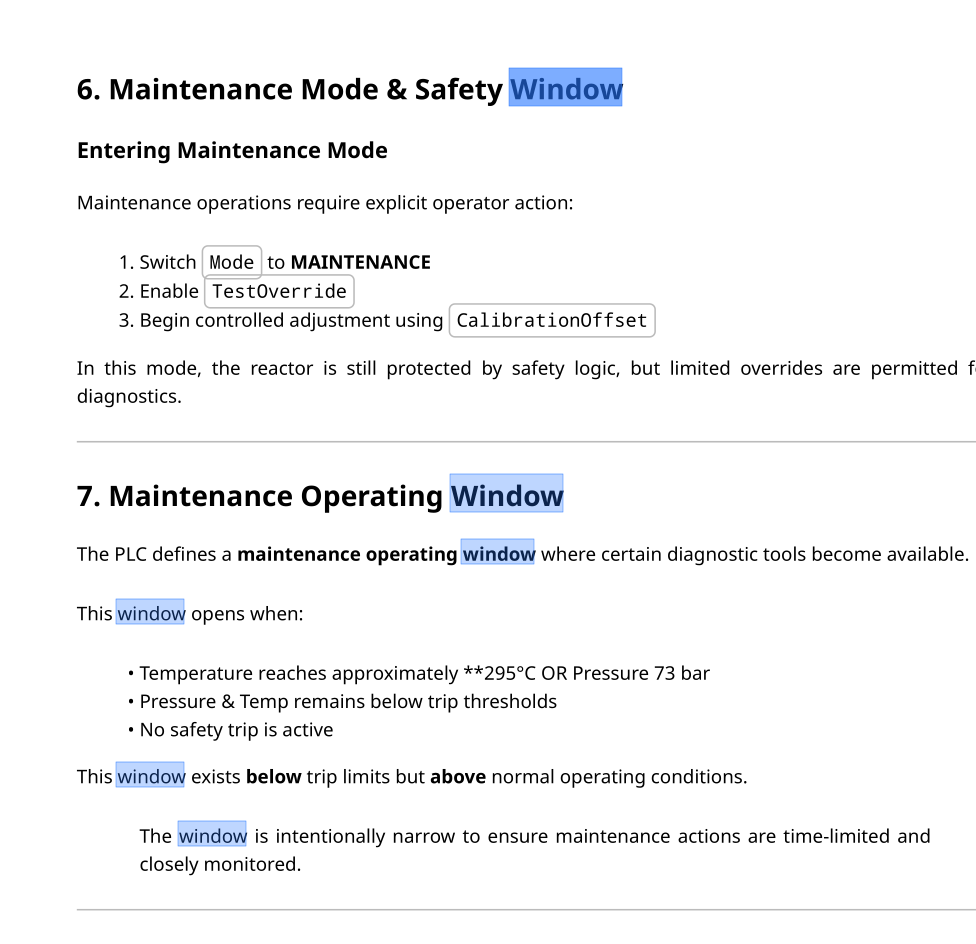 6. Maintenance Mode & Safety Window
Entering Maintenance Mode
Maintenance operations require explicit operator action:
1. Switch Mode to MAINTENANCE
2. Enable TestOverride
3. Begin controlled adjustment using CalibrationOffset
In this mode, the reactor is still protected by safety logic, but limited overrides are permitted
diagnostics.
7. Maintenance Operating Window
The PLC defines a maintenance operating window where certain diagnostic tools become available.
This window opens when:
• Temperature reaches approximately **295°C OR Pressure 73 bar
• Pressure & Temp remains below trip thresholds
• No safety trip is active
This window exists below trip limits but above normal operating conditions.
The window is intentionally narrow to ensure maintenance actions are time-limited and
closely monitored.